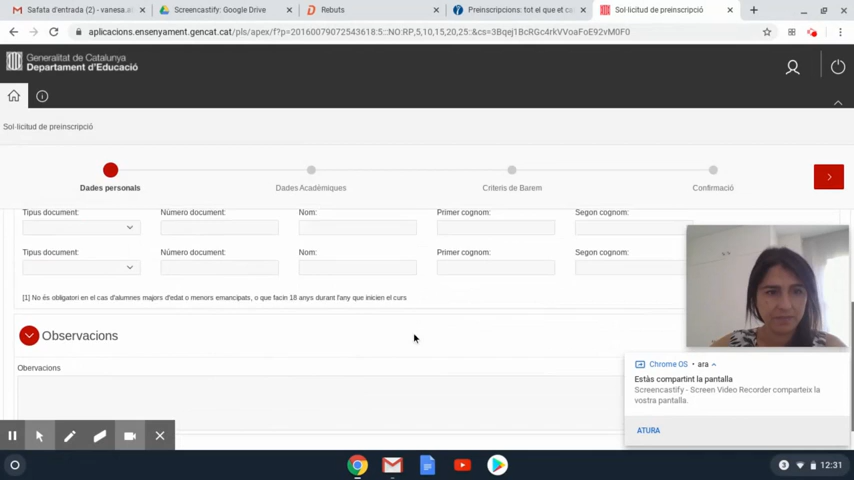 Safata d'entrada (2) - vanesa.al
Screencastify: Google Drive
Rebuts
Preinscripcions: tot el que et ca
Sol·licitud de preinscripció
aplicacions.ensenyament.gencat.cat/pls/apex/f?p=2016007907254361 8:5::NO:RP,5,10,15,20,25:&cs=3Bqej1BcRGc4rkVVoaFoE92vM0F0
Generalitat de Catalunya
Departament d'Educació
Sol·licitud de preinscripció
Dades personals
Dades Acadèmiques
Criteris de Barem
Confirmació
Tipus document: Número document: Nom: Primer cognom: Segon cognom:
Tipus document: Número document: Nom: Primer cognom: Segon cognom:
[1] No és obligatori en el cas d'alumnes majors d'edat o menors emancipats, o que facin 18 anys durant l'any que inicien el curs
Observacions
Obervacions
Chrome OS • ara
Estàs compartint la pantalla
Screencastify - Screen Video Recorder comparteix la
vostra pantalla.
ATURA
3 12:31